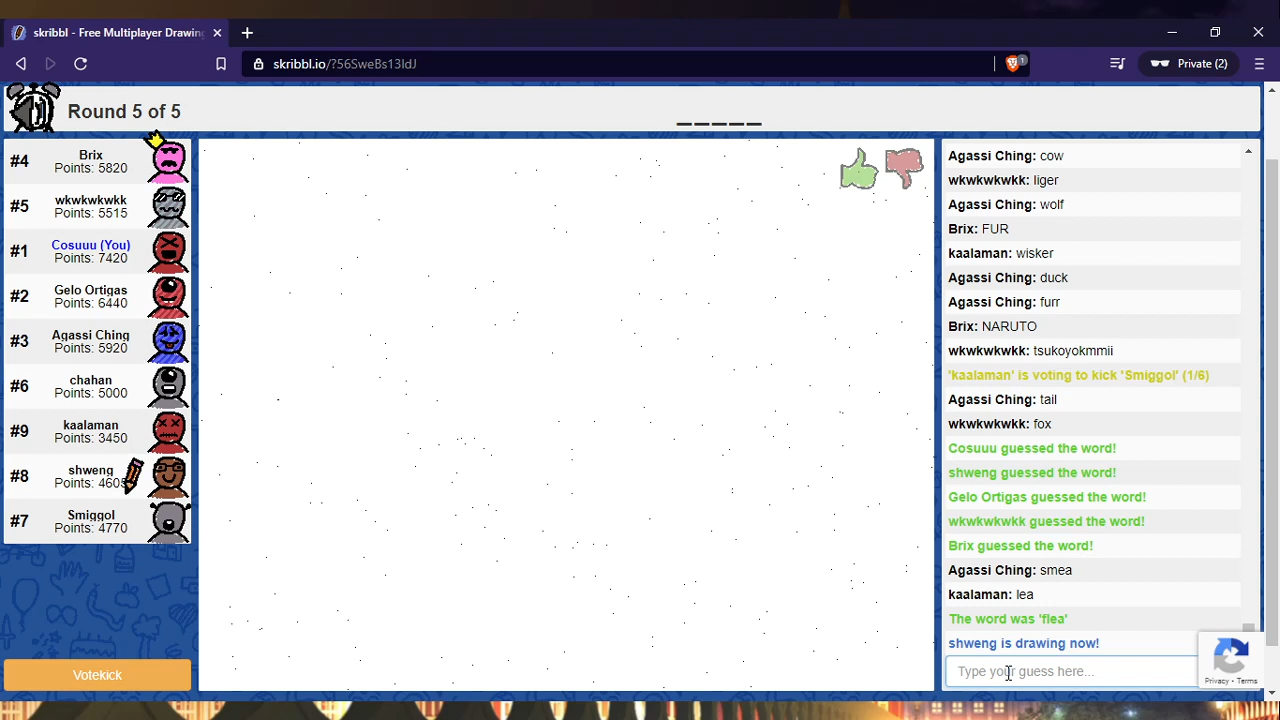 skribbl - Free Multiplayer Drawing
skribbl.io/?56SweBs13IdJ
1
Private (2)
Round 5 of 5
_____
#4
Brix
Points: 5820
#5
wkwkwkwkk
Points: 5515
#1
Cosuuu (You)
Points: 7420
#2
Gelo Ortigas
Points: 6440
#3
Agassi Ching
Points: 5920
#6
chahan
Points: 5000
#9
kaalaman
Points: 3450
#8
shweng
Points: 4605
#7
Smiggol
Points: 4770
Votekick
Agassi Ching: cow
wkwkwkwkk: liger
Agassi Ching: wolf
Brix: FUR
kaalaman: wisker
Agassi Ching: duck
Agassi Ching: furr
Brix: NARUTO
wkwkwkwkk: tsukoyokmmii
'kaalaman' is voting to kick 'Smiggol' (1/6)
Agassi Ching: tail
wkwkwkwkk: fox
Cosuuu guessed the word!
shweng guessed the word!
Gelo Ortigas guessed the word!
wkwkwkwkk guessed the word!
Brix guessed the word!
Agassi Ching: smea
kaalaman: lea
The word was 'flea'
shweng is drawing now!
Type your guess here...
Privacy - Terms